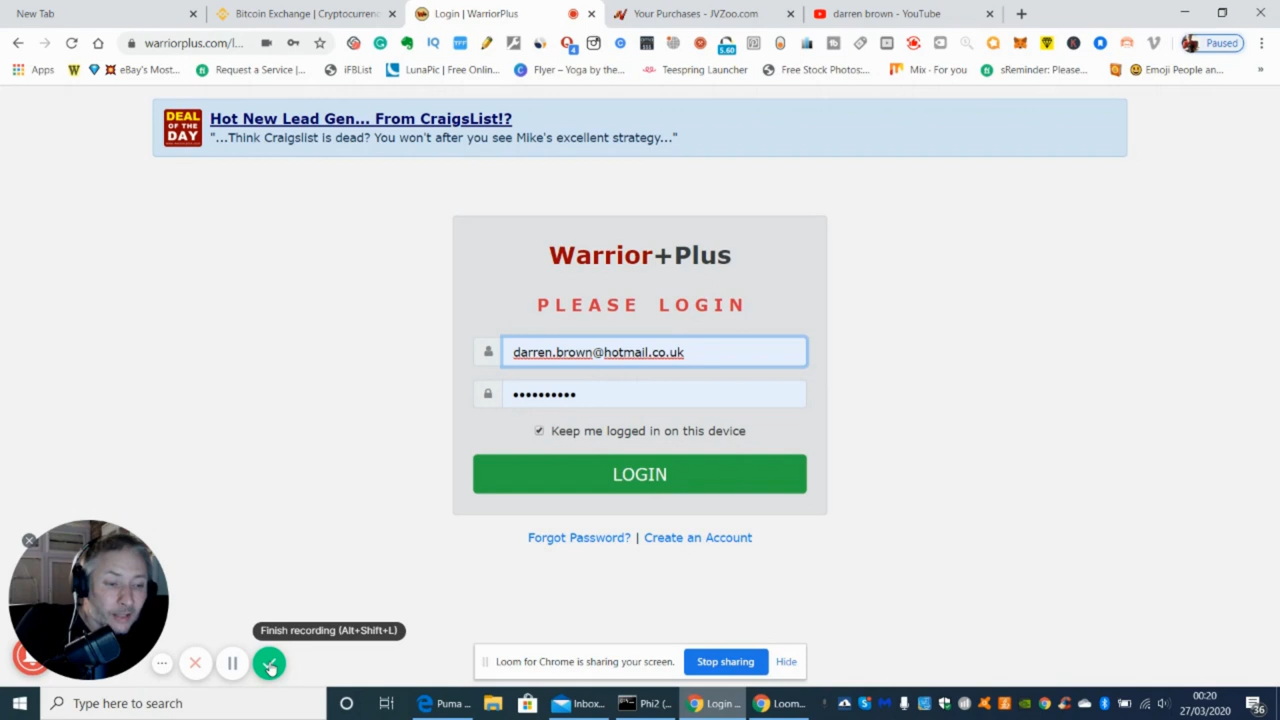 New Tab
Bitcoin Exchange | Cryptocurren
Login | WarriorPlus
Your Purchases - JVZoo.com
darren brown - YouTube
warriorplus.com/l...
5.60
Paused
Apps
eBay's Most...
Request a Service |...
iFBList
LunaPic | Free Onlin...
Flyer – Yoga by the...
Teespring Launcher
Free Stock Photos:...
Mix - For you
sReminder: Please...
Emoji People an...
DEAL OF THE DAY
Hot New Lead Gen... From CraigsList!?
"...Think Craigslist is dead? You won't after you see Mike's excellent strategy..."
Warrior+Plus
PLEASE LOGIN
darren.brown@hotmail.co.uk
Keep me logged in on this device
LOGIN
Forgot Password? | Create an Account
Finish recording (Alt+Shift+L)
Loom for Chrome is sharing your screen.
Stop sharing
Hide
Type here to search
Puma ...
Inbox...
Phi2 (...
Login ...
Loom...
00:20
27/03/2020
36